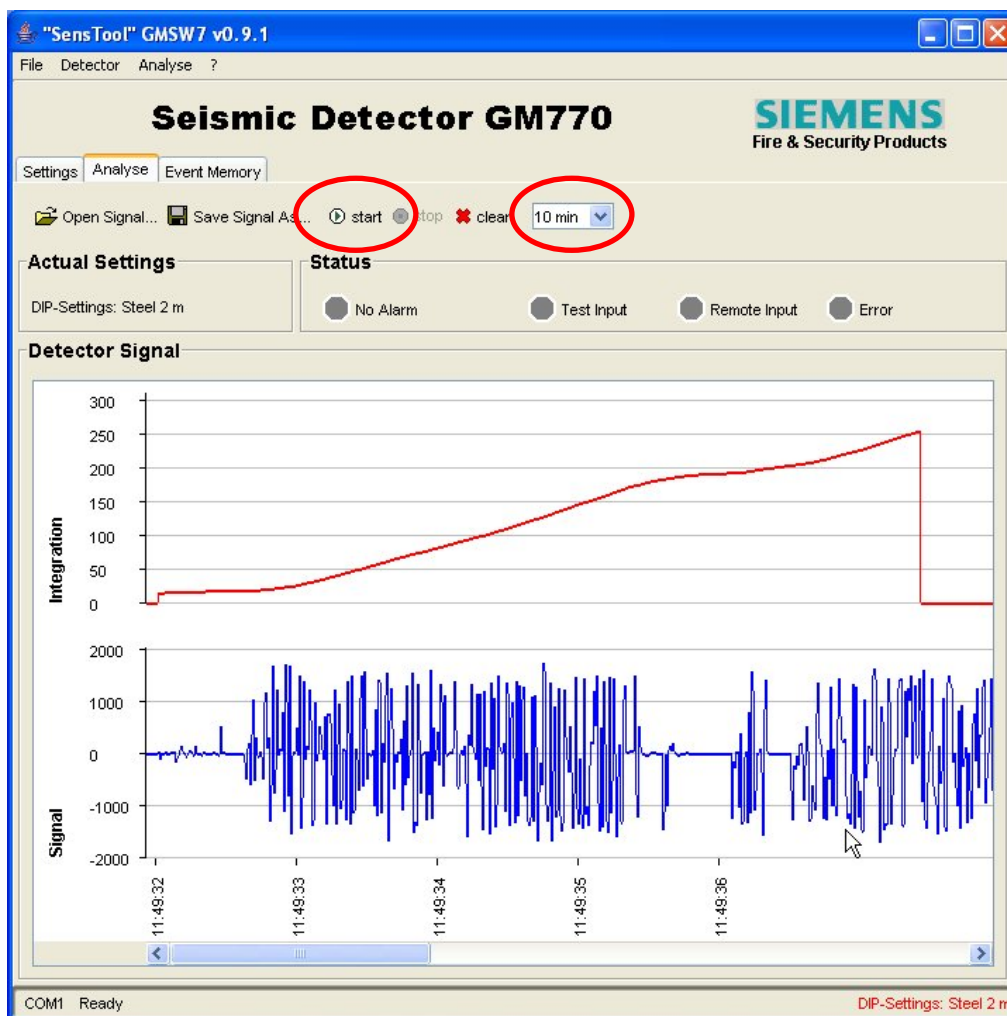 "SensTool" GMSW7 v0.9.1
File Detector Analyse ?
Seismic Detector GM770
SIEMENS
Fire & Security Products
Settings Analyse Event Memory
Open Signal... Save Signal As... start stop clear 10 min
Actual Settings
Status
DIP-Settings: Steel 2 m
No Alarm Test Input Remote Input Error
Detector Signal
300
250
200
150
100
50
0
Integration
2000
1000
0
-1000
-2000
Signal
11:49:32 11:49:33 11:49:34 11:49:35 11:49:36
COM1 Ready
DIP-Settings: Steel 2 m